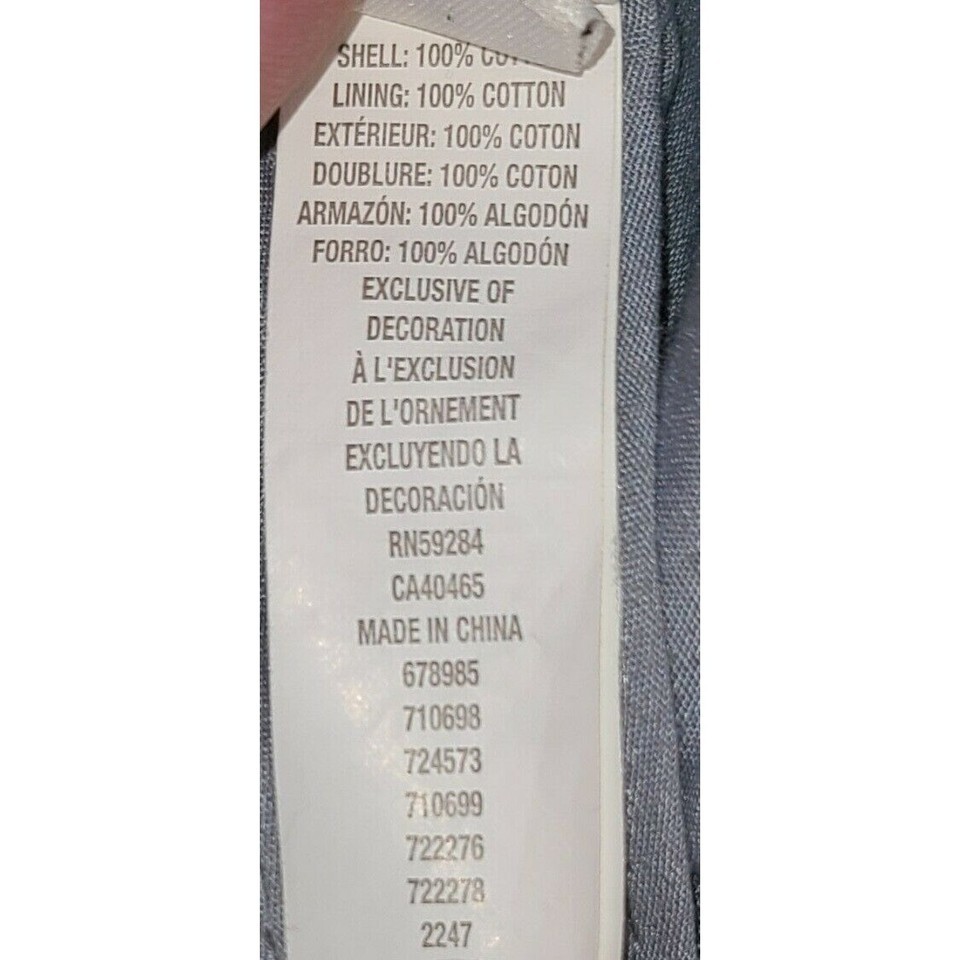 SHELL: 100%
LINING: 100% COTTON
EXTÉRIEUR: 100% COTON
DOUBLURE: 100% COTON
ARMAZÓN: 100% ALGODÓN
FORRO: 100% ALGODÓN
EXCLUSIVE OF
DECORATION
À L'EXCLUSION
DE L'ORNEMENT
EXCLUYENDO LA
DECORACIÓN
RN59284
CA40465
MADE IN CHINA
678985
710698
724573
710699
722276
722278
2247